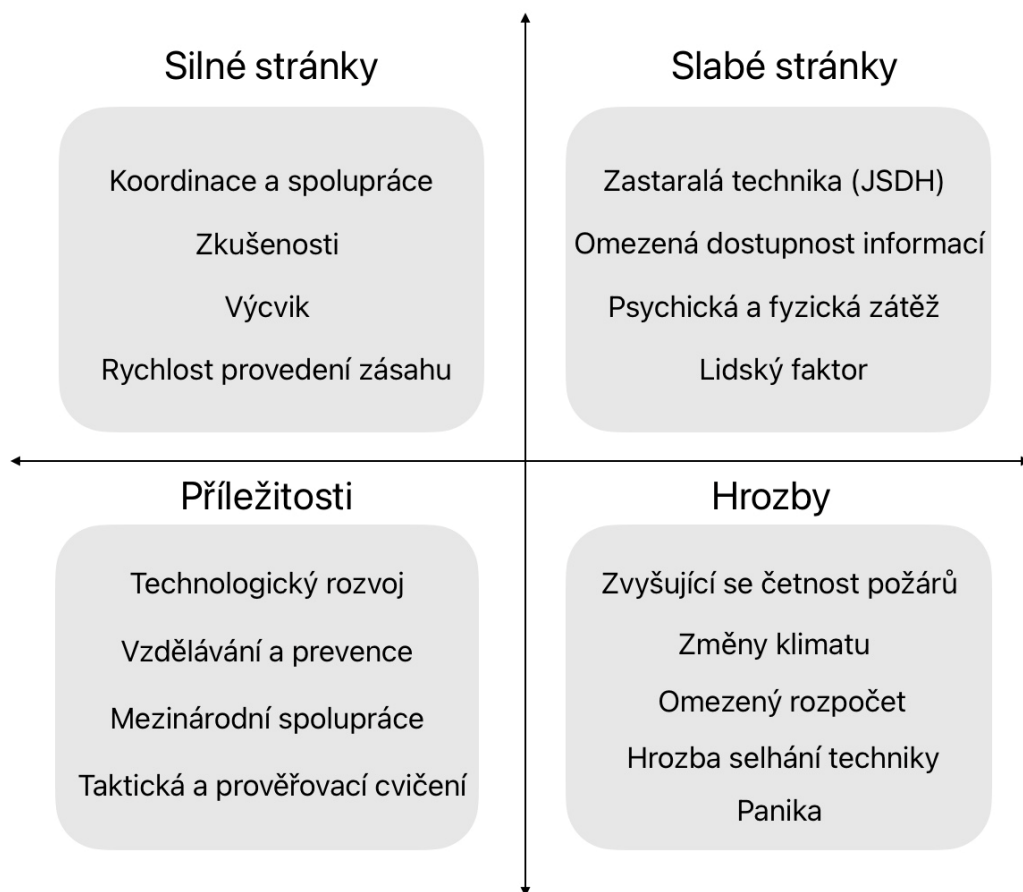 Silné stránky
Koordinace a spolupráce
Zkušenosti
Výcvik
Rychlost provedení zásahu
Slabé stránky
Zastaralá technika (JSDH)
Omezená dostupnost informací
Psychická a fyzická zátěž
Lidský faktor
Příležitosti
Technologický rozvoj
Vzdělávání a prevence
Mezinárodní spolupráce
Taktická a prověřovací cvičení
Hrozby
Zvyšující se četnost požárů
Změny klimatu
Omezený rozpočet
Hrozba selhání techniky
Panika